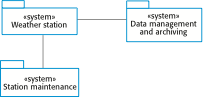 «system»
Weather station
«system»
Data management
and archiving
«system»
Station maintenance